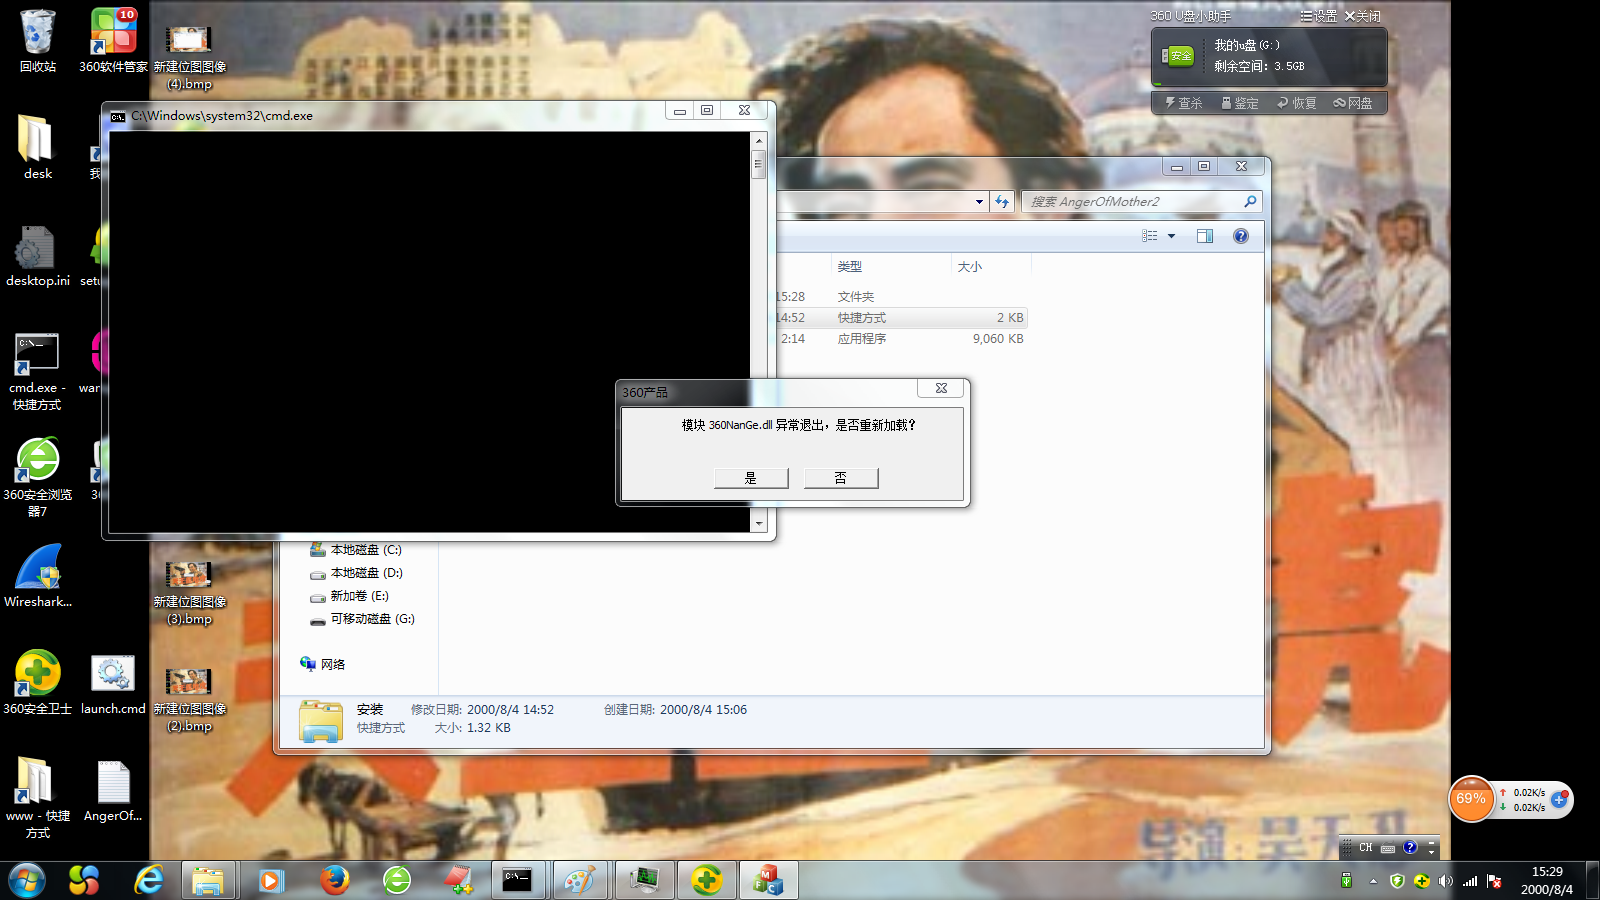 回收站
360软件管家
10
新建位图图像
(4).bmp
desk
desktop.ini
cmd.exe -
快捷方式
360安全浏览
器7
Wireshark...
360安全卫士
launch.cmd
www - 快捷
方式
AngerOf...
新建位图图像
(3).bmp
新建位图图像
(2).bmp
C:\Windows\system32\cmd.exe
360 U盘小助手
设置
关闭
安全
我的u盘(G:)
剩余空间: 3.5GB
查杀
鉴定
恢复
网盘
搜索 AngerOfMother2
类型
大小
15:28
文件夹
14:52
快捷方式
2 KB
2:14
应用程序
9,060 KB
360产品
模块 360NanGe.dll 异常退出，是否重新加载？
是
否
本地磁盘 (C:)
本地磁盘 (D:)
新加卷 (E:)
可移动磁盘 (G:)
网络
安装
修改日期: 2000/8/4 14:52
创建日期: 2000/8/4 15:06
快捷方式
大小: 1.32 KB
69%
0.02K/s
0.02K/s
导演:吴天
CH
15:29
2000/8/4